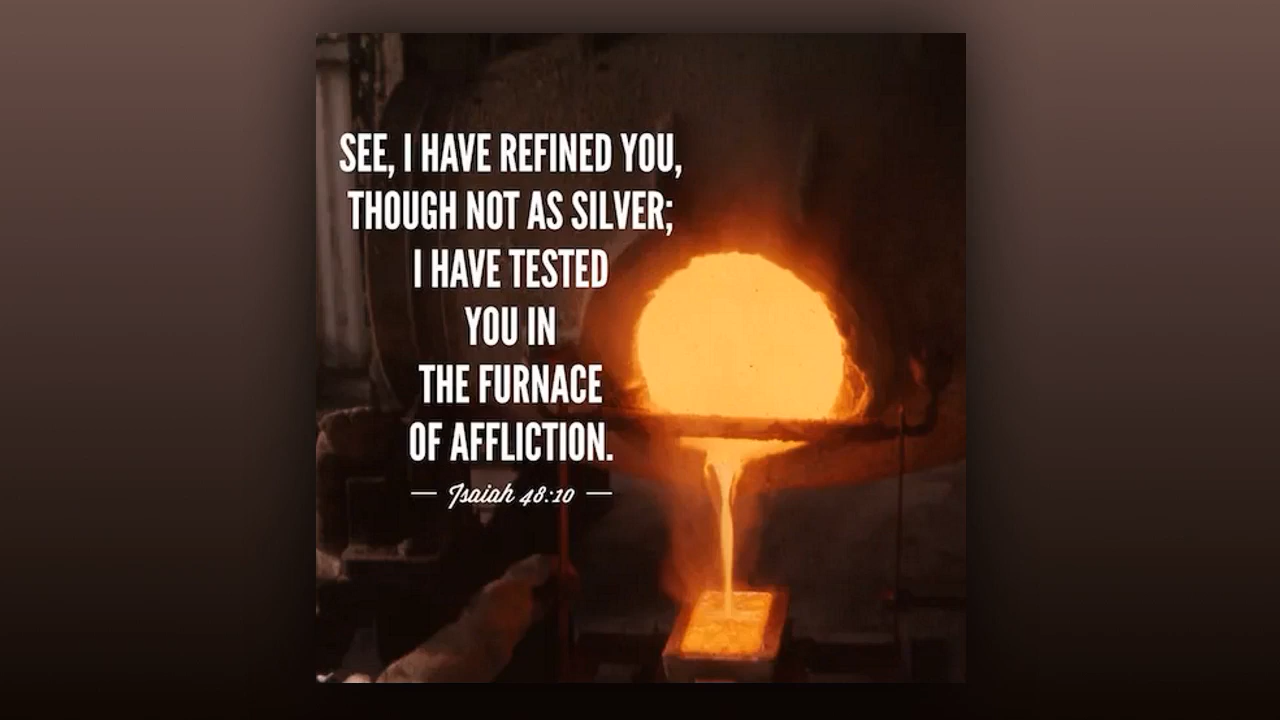 SEE, I HAVE REFINED YOU,
THOUGH NOT AS SILVER;
I HAVE TESTED
YOU IN
THE FURNACE
OF AFFLICTION.
— Isaiah 48:10 —